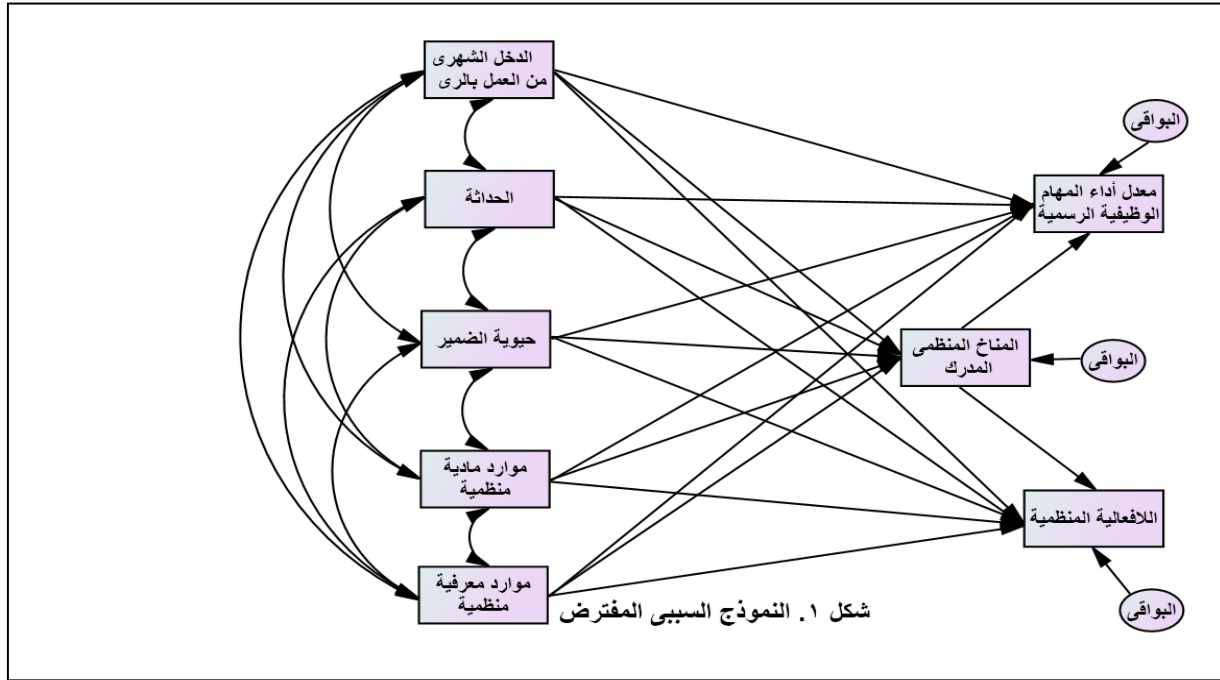 الدخل الشهرى
من العمل بالرى
الحداثة
حيوية الضمير
موارد مادية
منظمية
موارد معرفية
منظمية
البواقى
معدل أداء المهام
الوظيفية الرسمية
المناخ المنظمى
المدرك
البواقى
اللافعالية المنظمية
البواقى
شكل ١. النموذج السببى المفترض